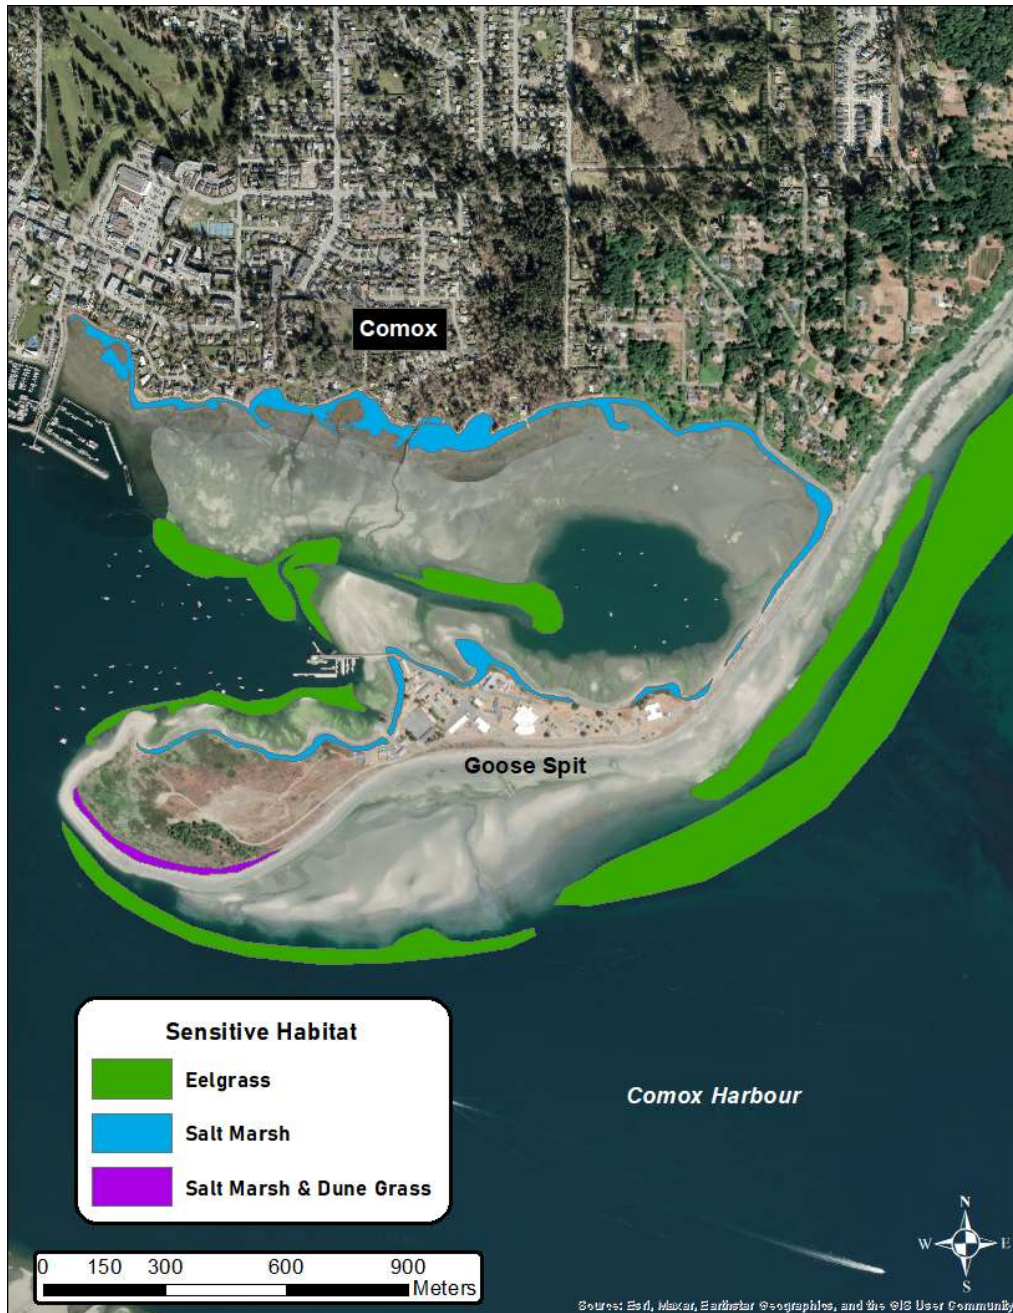 Comox
Goose Spit
Sensitive Habitat
Eelgrass
Salt Marsh
Salt Marsh & Dune Grass
Comox Harbour
N
W E
S
0 150 300 600 900
Meters
Source: Esri, Maxar, Earthstar Geographics, and the GIS User Community